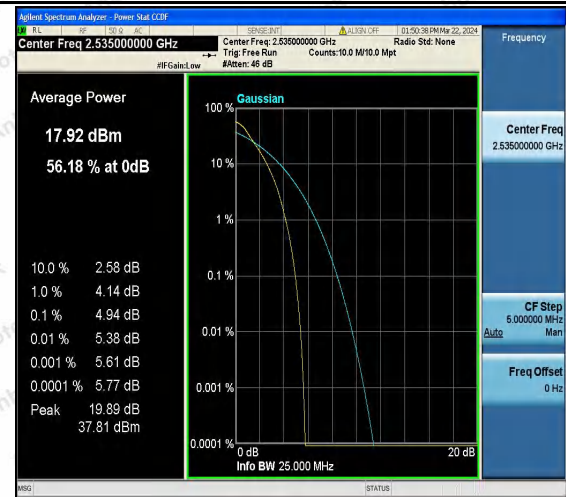 Agilent Spectrum Analyzer - Power Stat CCDF
RL RF 50 Ω AC SENSE:INT ALIGN OFF 01:50:38 PM Mar 22, 2024
Center Freq 2.535000000 GHz
Center Freq: 2.535000000 GHz Radio Std: None
Trig: Free Run Counts:10.0 M/10.0 Mpt
#IFGain:Low #Atten: 46 dB
Frequency
Average Power
17.92 dBm
56.18 % at 0dB
10.0 % 2.58 dB
1.0 % 4.14 dB
0.1 % 4.94 dB
0.01 % 5.38 dB
0.001 % 5.61 dB
0.0001 % 5.77 dB
Peak 19.89 dB
37.81 dBm
Gaussian
100 %
10 %
1 %
0.1 %
0.01 %
0.001 %
0.0001 %
0 dB 20 dB
Info BW 25.000 MHz
Center Freq
2.535000000 GHz
CF Step
5.000000 MHz
Auto Man
Freq Offset
0 Hz
MSG STATUS